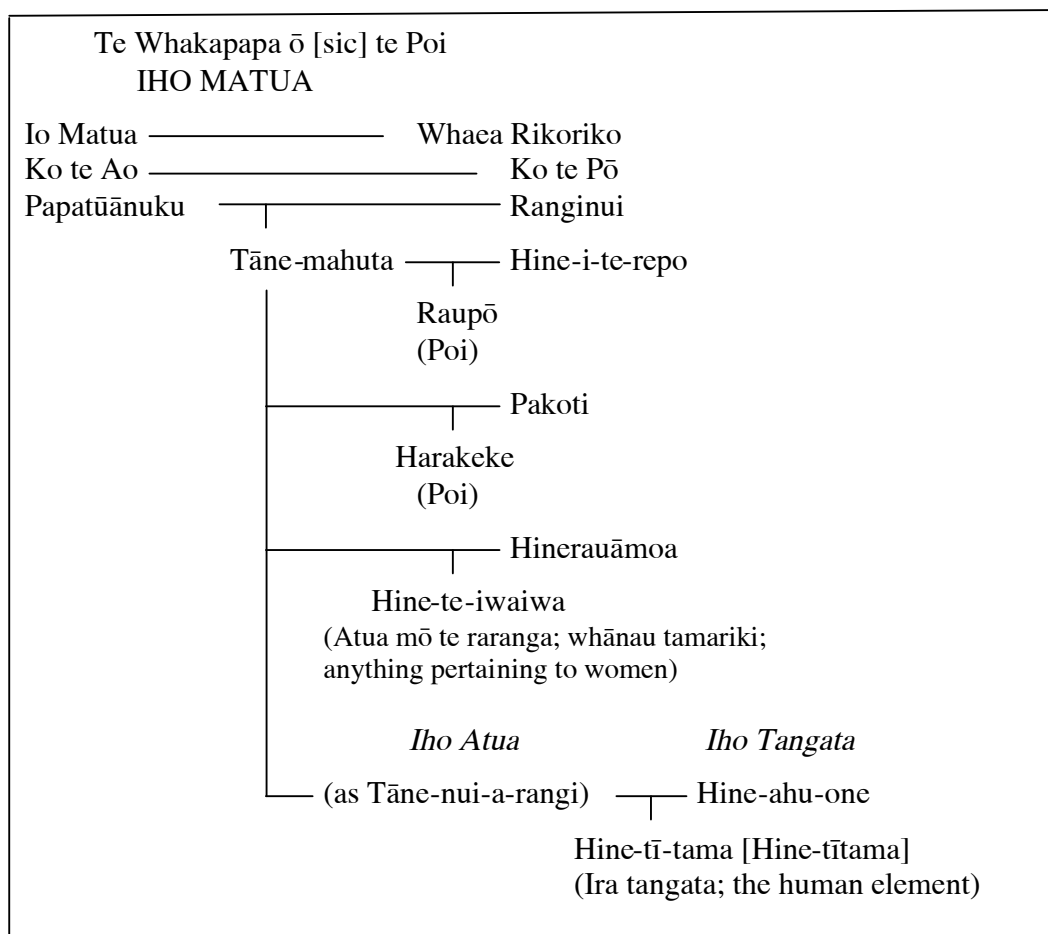 Te Whakapapa ō [sic] te Poi
IHO MATUA
Io Matua Whaea Rikoriko
Ko te Ao Ko te Pō
Papatūānuku Ranginui
Tāne-mahuta Hine-i-te-repo
Raupō
(Poi)
Pakoti
Harakeke
(Poi)
Hinerauāmoa
Hine-te-iwaiwa
(Atua mō te raranga; whānau tamariki;
anything pertaining to women)
Iho Atua Iho Tangata
(as Tāne-nui-a-rangi) Hine-ahu-one
Hine-tī-tama [Hine-tītama]
(Ira tangata; the human element)